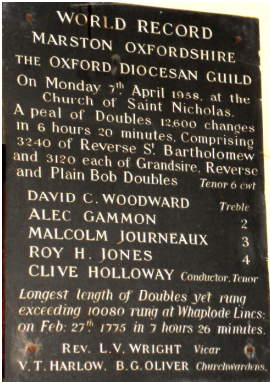 WORLD RECORD
MARSTON OXFORDSHIRE
THE OXFORD DIOCESAN GUILD
On Monday 7th April 1958, at the
Church of Saint Nicholas.
A peal of Doubles 12,600 changes
in 6 hours 20 minutes, Comprising
3240 of Reverse St. Bartholomew
and 3120 each of Grandsire, Reverse
and Plain Bob Doubles Tenor 6 cwt
DAVID C. WOODWARD Treble
ALEC GAMMON 2
MALCOLM JOURNEAUX 3
ROY H. JONES 4
CLIVE HOLLOWAY Conductor, Tenor
Longest length of Doubles yet rung
exceeding 10080 rung at Whaplode Lincs:
on Feb: 27th 1775 in 7 hours 26 minutes.
REV. L.V. WRIGHT Vicar
V.T. HARLOW. B.G. OLIVER Churchwardens.